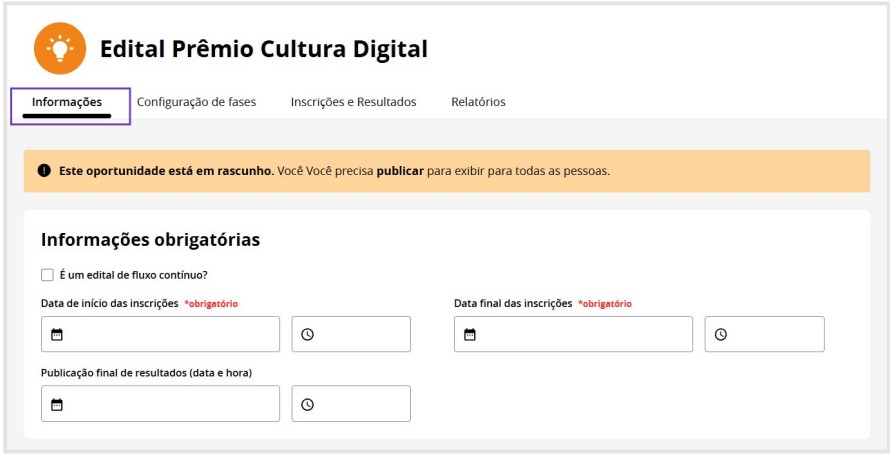 Edital Prêmio Cultura Digital
Informações Configuração de fases Inscrições e Resultados Relatórios
Este oportunidade está em rascunho. Você Você precisa publicar para exibir para todas as pessoas.
Informações obrigatórias
É um edital de fluxo contínuo?
Data de início das inscrições *obrigatório Data final das inscrições *obrigatório
Publicação final de resultados (data e hora)